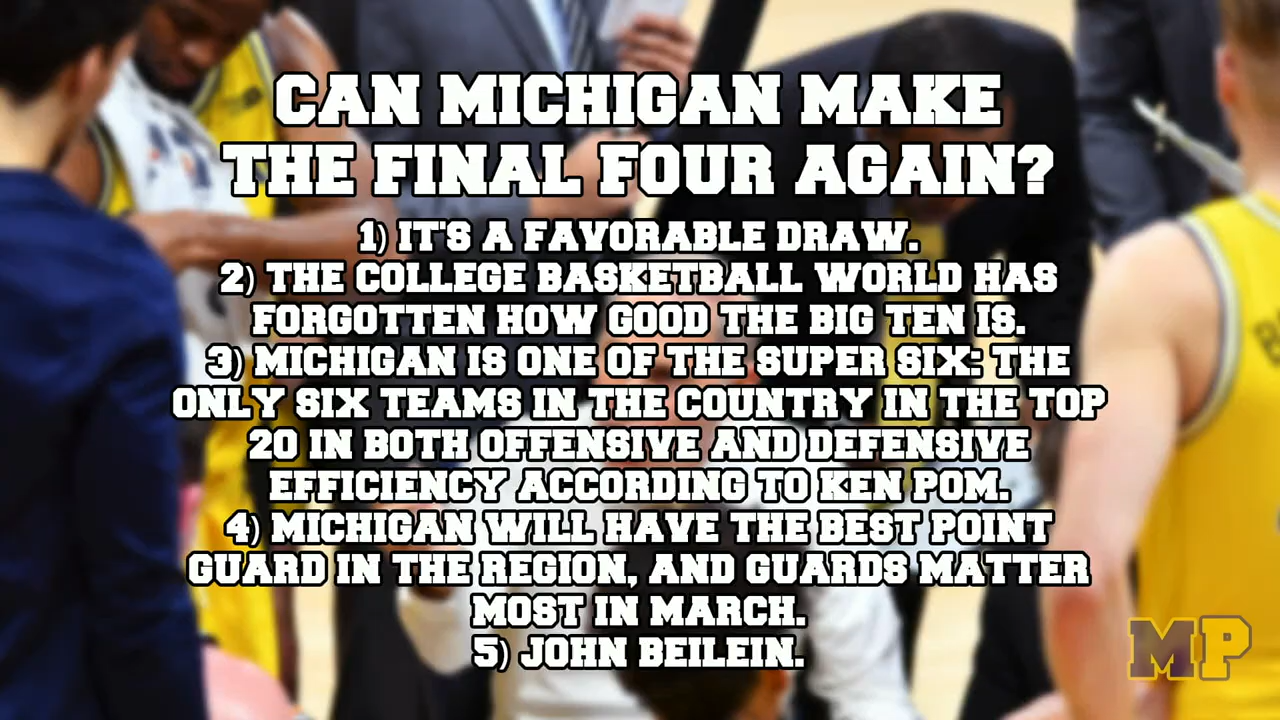 CAN MICHIGAN MAKE
THE FINAL FOUR AGAIN?
1) IT'S A FAVORABLE DRAW.
2) THE COLLEGE BASKETBALL WORLD HAS
FORGOTTEN HOW GOOD THE BIG TEN IS.
3) MICHIGAN IS ONE OF THE SUPER SIX: THE
ONLY SIX TEAMS IN THE COUNTRY IN THE TOP
20 IN BOTH OFFENSIVE AND DEFENSIVE
EFFICIENCY ACCORDING TO KEN POM.
4) MICHIGAN WILL HAVE THE BEST POINT
GUARD IN THE REGION, AND GUARDS MATTER
MOST IN MARCH.
5) JOHN BEILEIN.
MP